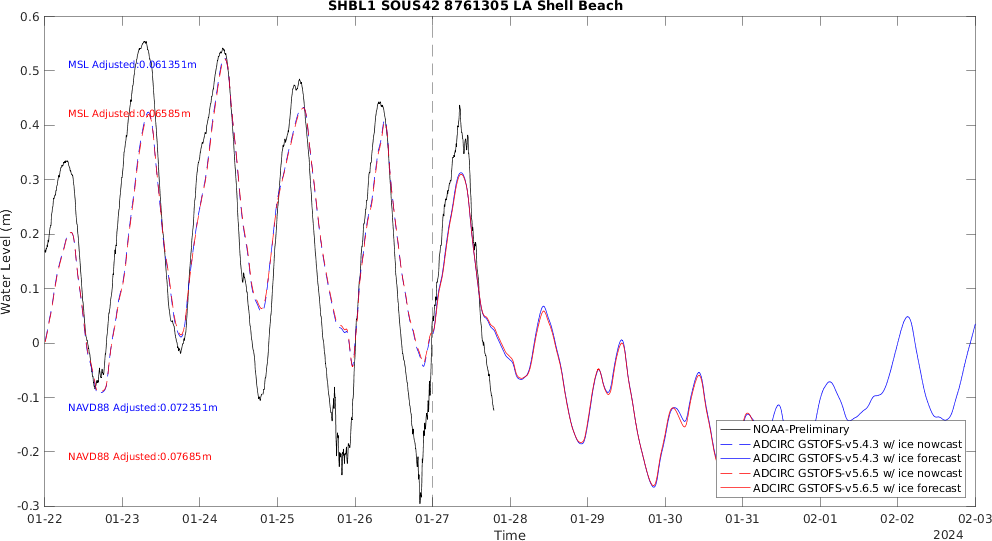 SHBL1 SOUS42 8761305 LA Shell Beach
0.6
0.5
0.4
0.3
0.2
0.1
0
-0.1
-0.2
-0.3
Water Level (m)
MSL Adjusted:0.061351m
MSL Adjusted:0.06585m
NAVD88 Adjusted:0.072351m
NAVD88 Adjusted:0.07685m
NOAA-Preliminary
ADCIRC GSTOFS-v5.4.3 w/ ice nowcast
ADCIRC GSTOFS-v5.4.3 w/ ice forecast
ADCIRC GSTOFS-v5.6.5 w/ ice nowcast
ADCIRC GSTOFS-v5.6.5 w/ ice forecast
01-22 01-23 01-24 01-25 01-26 01-27 01-28 01-29 01-30 01-31 02-01 02-02 02-03
Time
2024